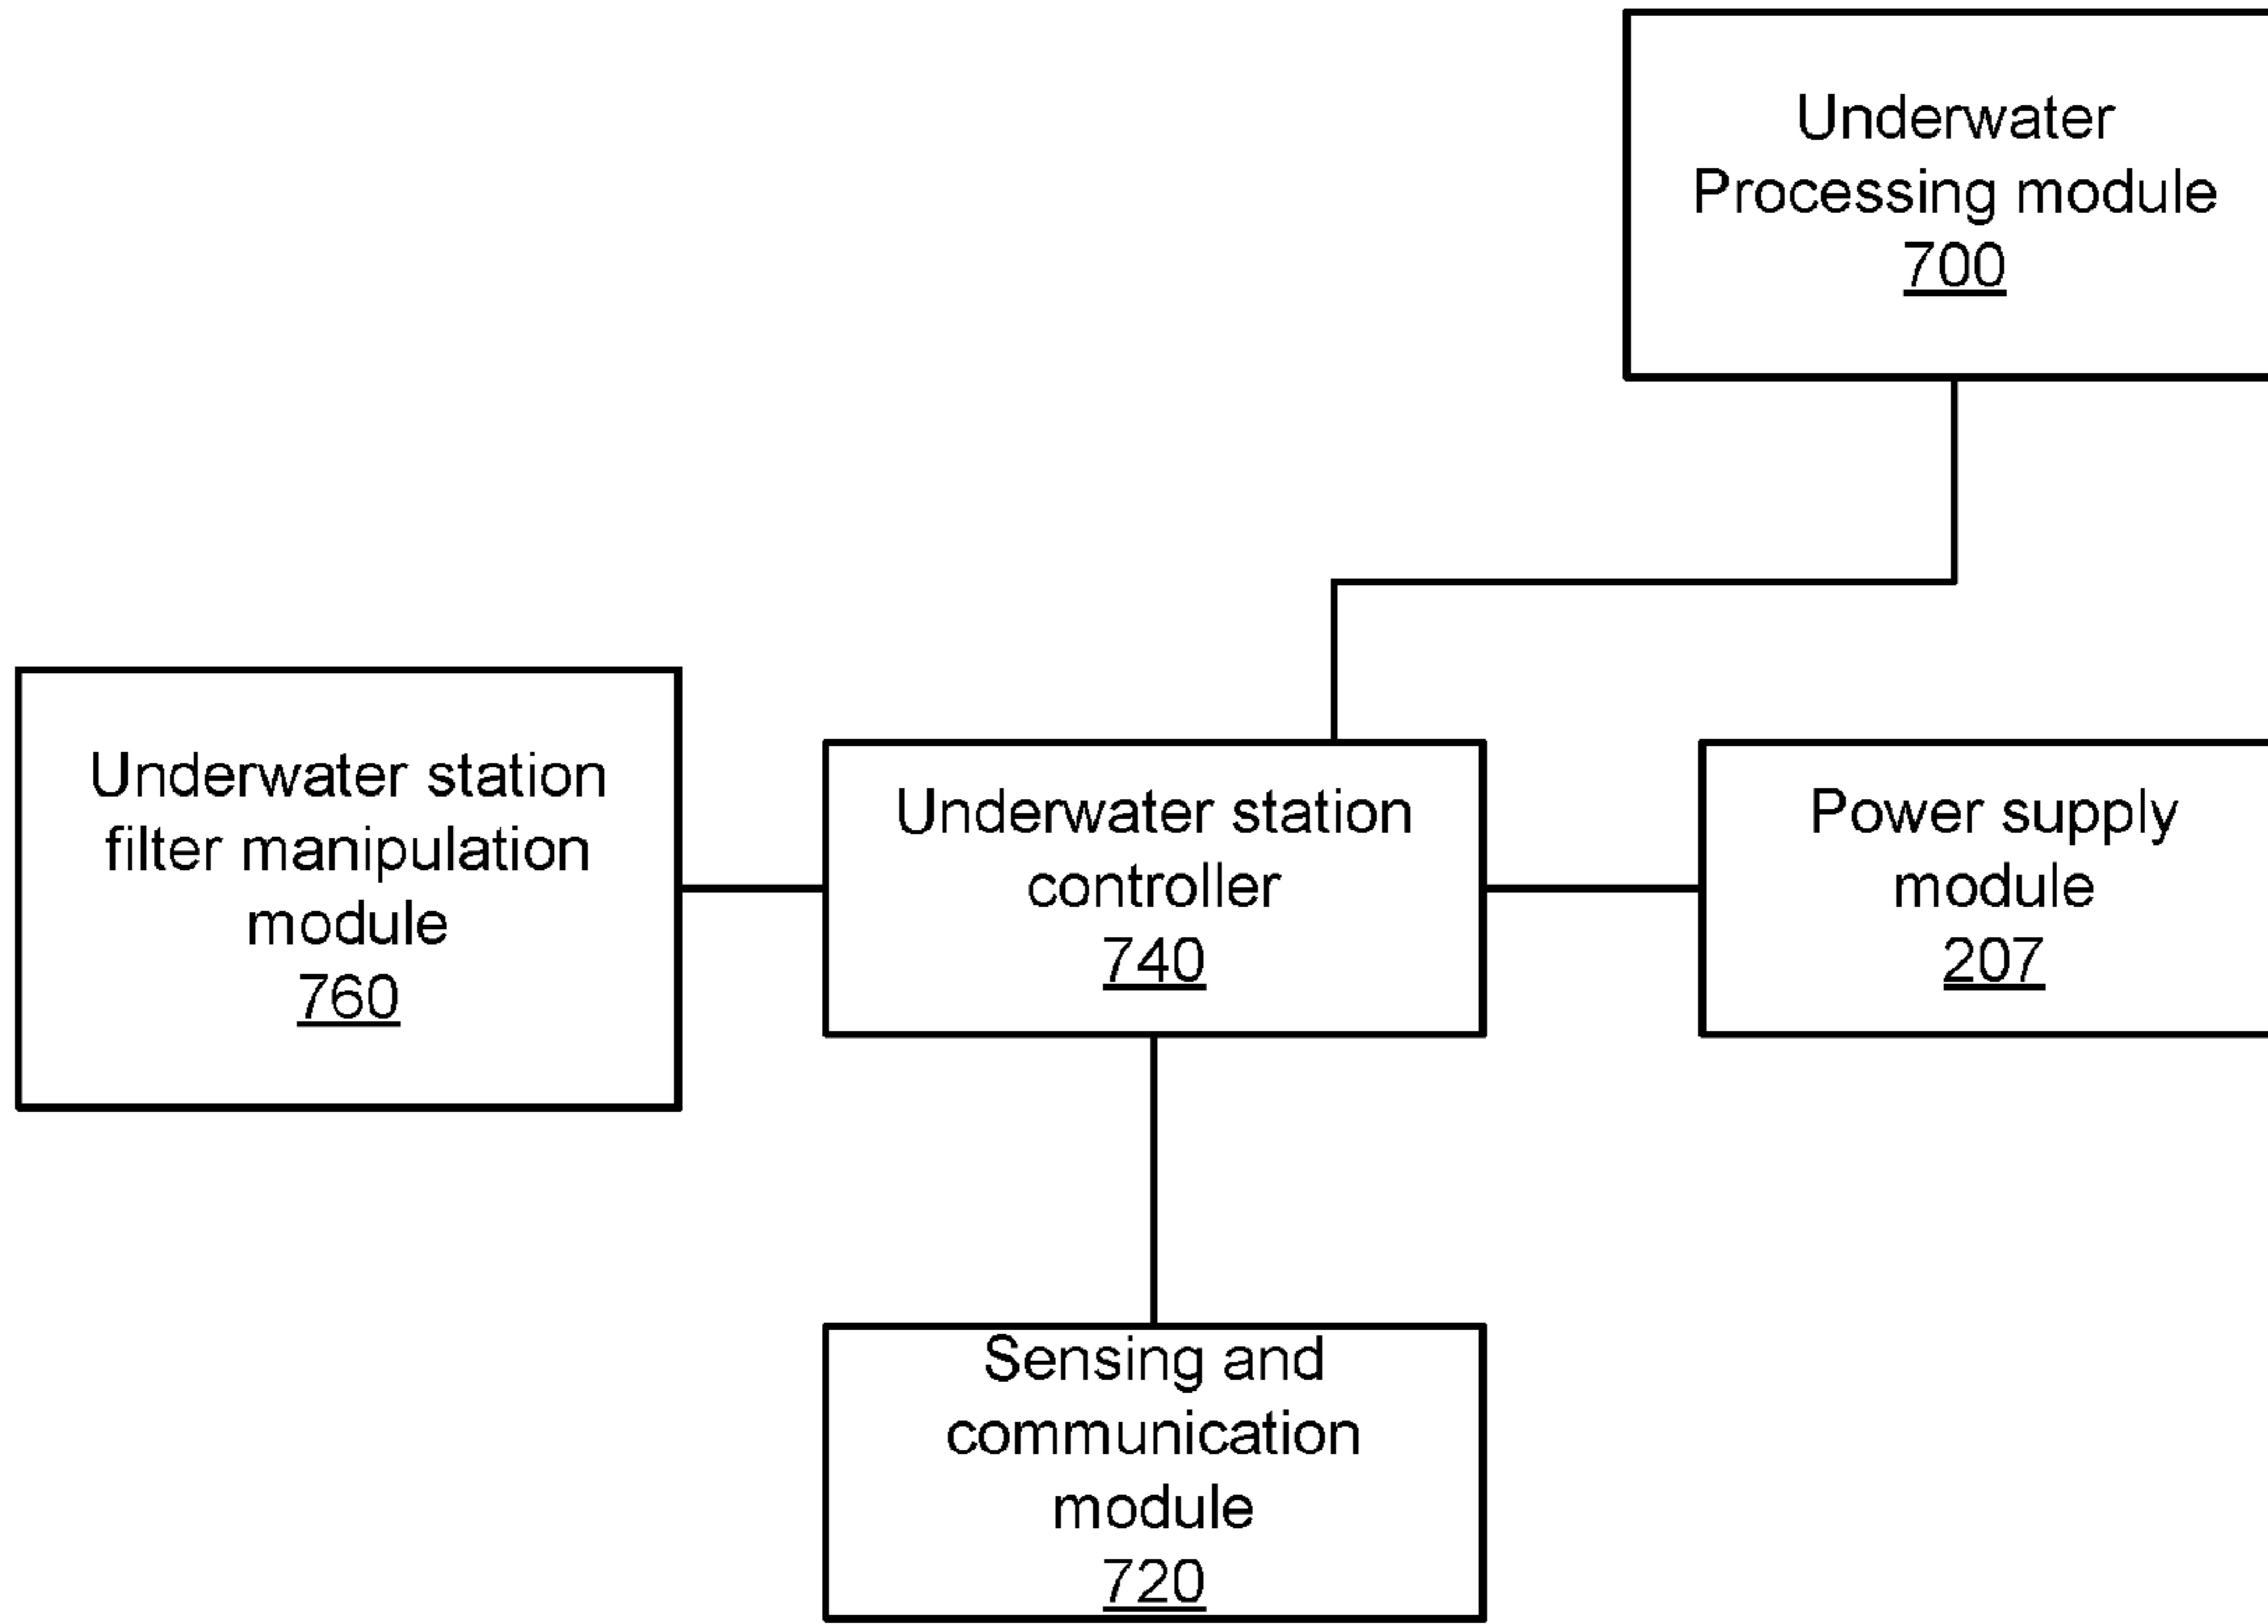 Underwater
Processing module
700
Underwater station
filter manipulation
module
760
Underwater station
controller
740
Power supply
module
207
Sensing and
communication
module
720